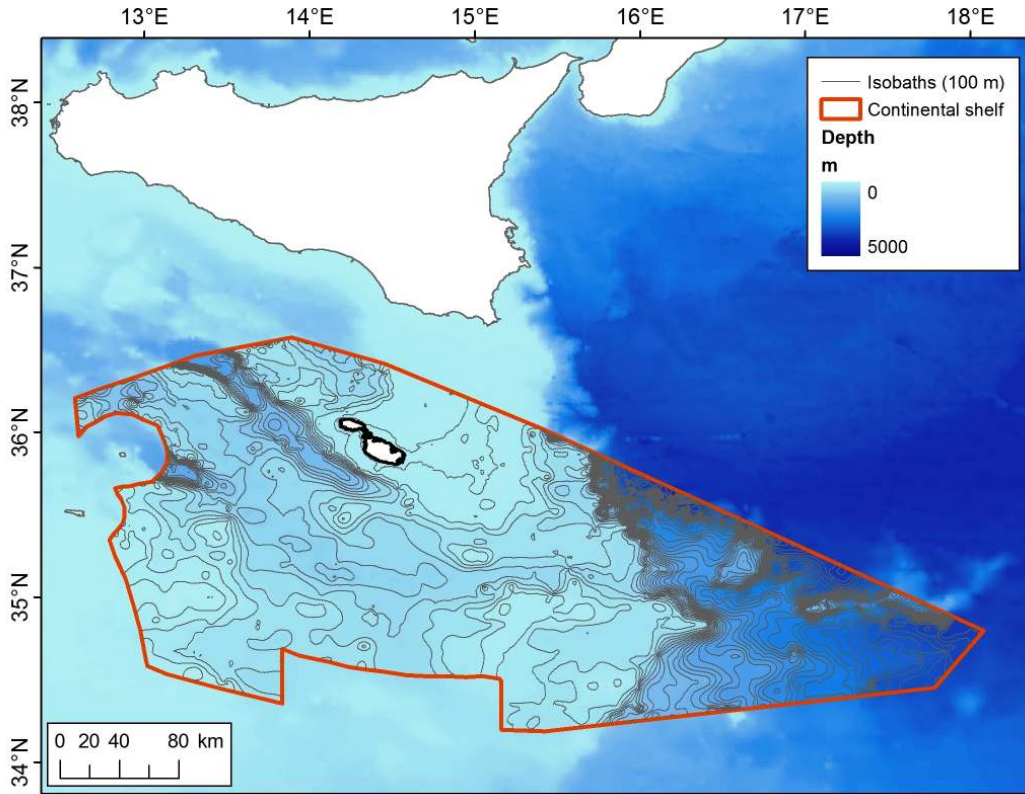 13°E 14°E 15°E 16°E 17°E 18°E
Isobaths (100 m)
Continental shelf
Depth
m
0
5000
38°N
37°N
36°N
35°N
34°N
0 20 40 80 km